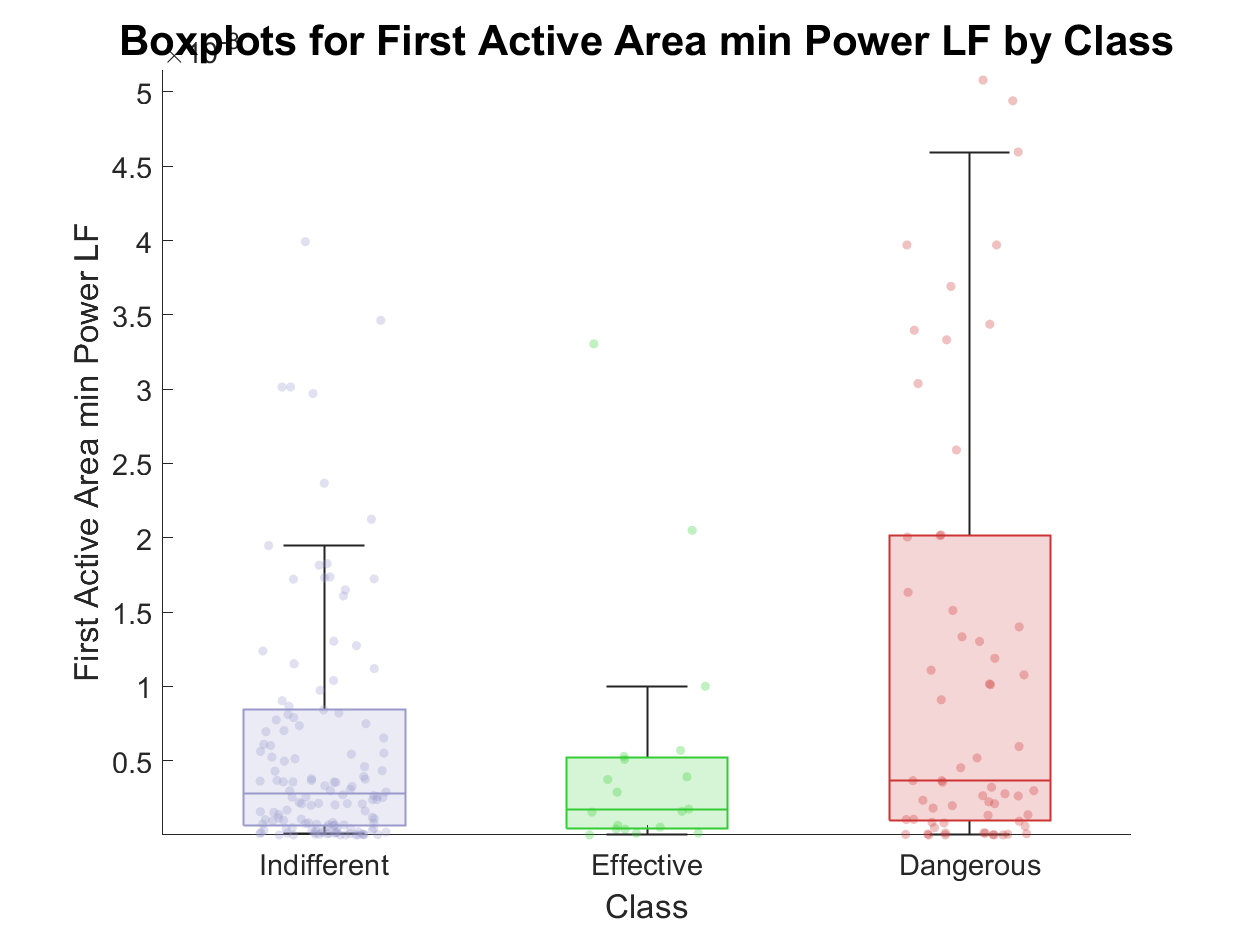 Boxplots for First Active Area min Power LF by Class
5
4.5
4
3.5
3
2.5
2
1.5
1
0.5
First Active Area min Power LF
Indifferent
Effective
Dangerous
Class